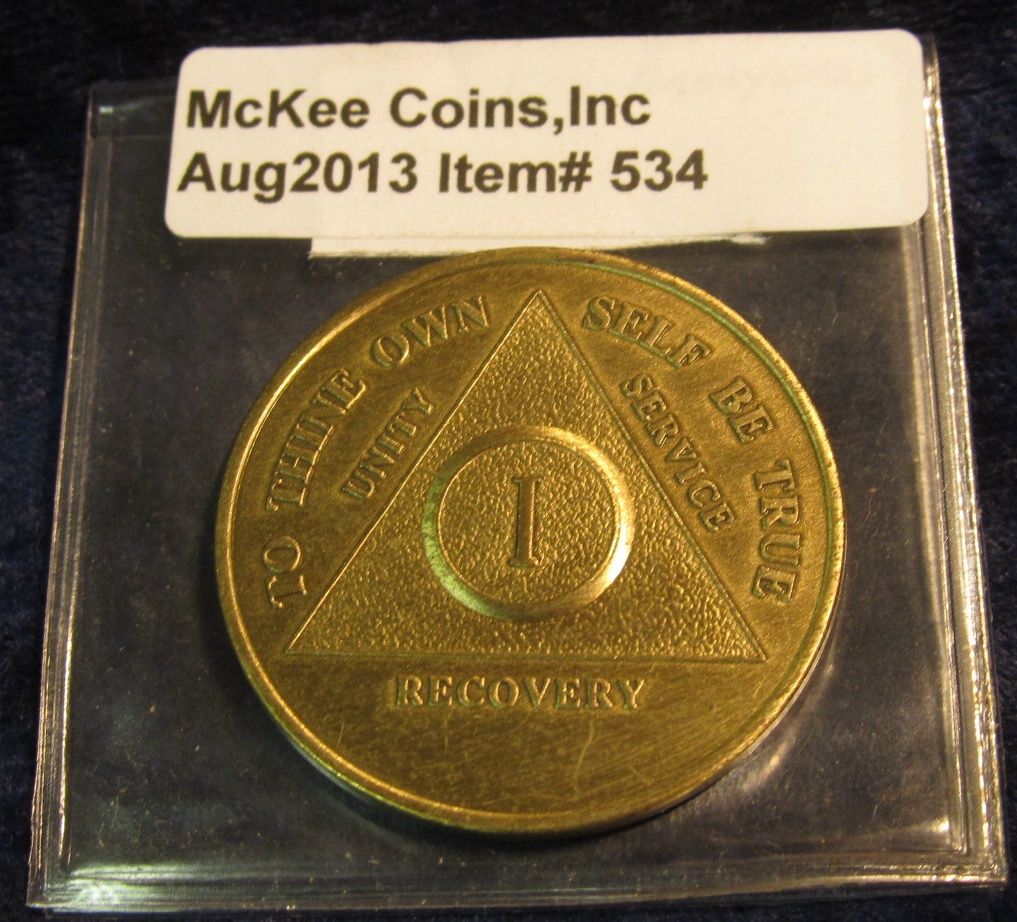 McKee Coins,Inc
Aug2013 Item# 534
TO THINE OWN SELF BE TRUE
UNITY
SERVICE
I
RECOVERY